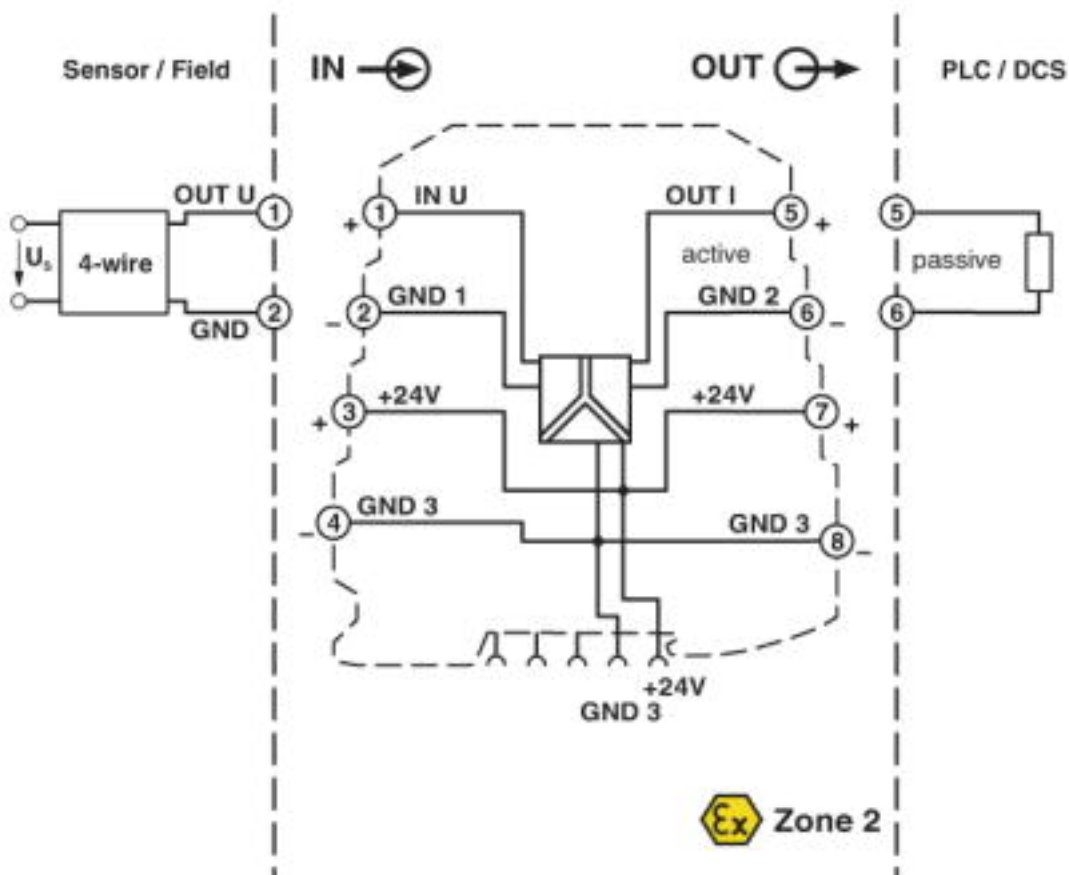 Sensor / Field
IN
OUT
PLC / DCS
OUT U
1
1
IN U
OUT I
5
5
+
+
Us
4-wire
active
passive
GND
2
2
GND 1
GND 2
6
6
–
–
3
+24V
+24V
7
+
+
4
GND 3
GND 3
8
–
–
+24V
GND 3
Ex
Zone 2